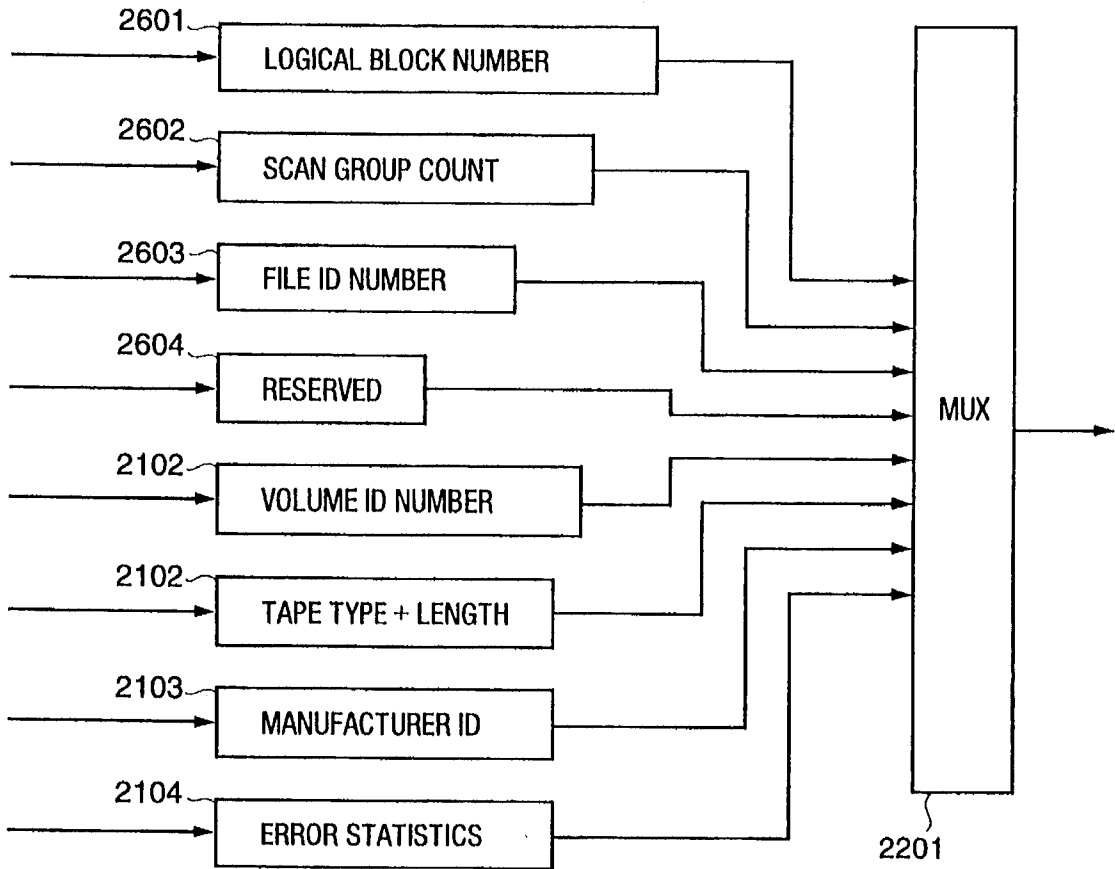 2601
LOGICAL BLOCK NUMBER
2602
SCAN GROUP COUNT
2603
FILE ID NUMBER
2604
RESERVED
MUX
2102
VOLUME ID NUMBER
2102
TAPE TYPE + LENGTH
2103
MANUFACTURER ID
2104
ERROR STATISTICS
2201